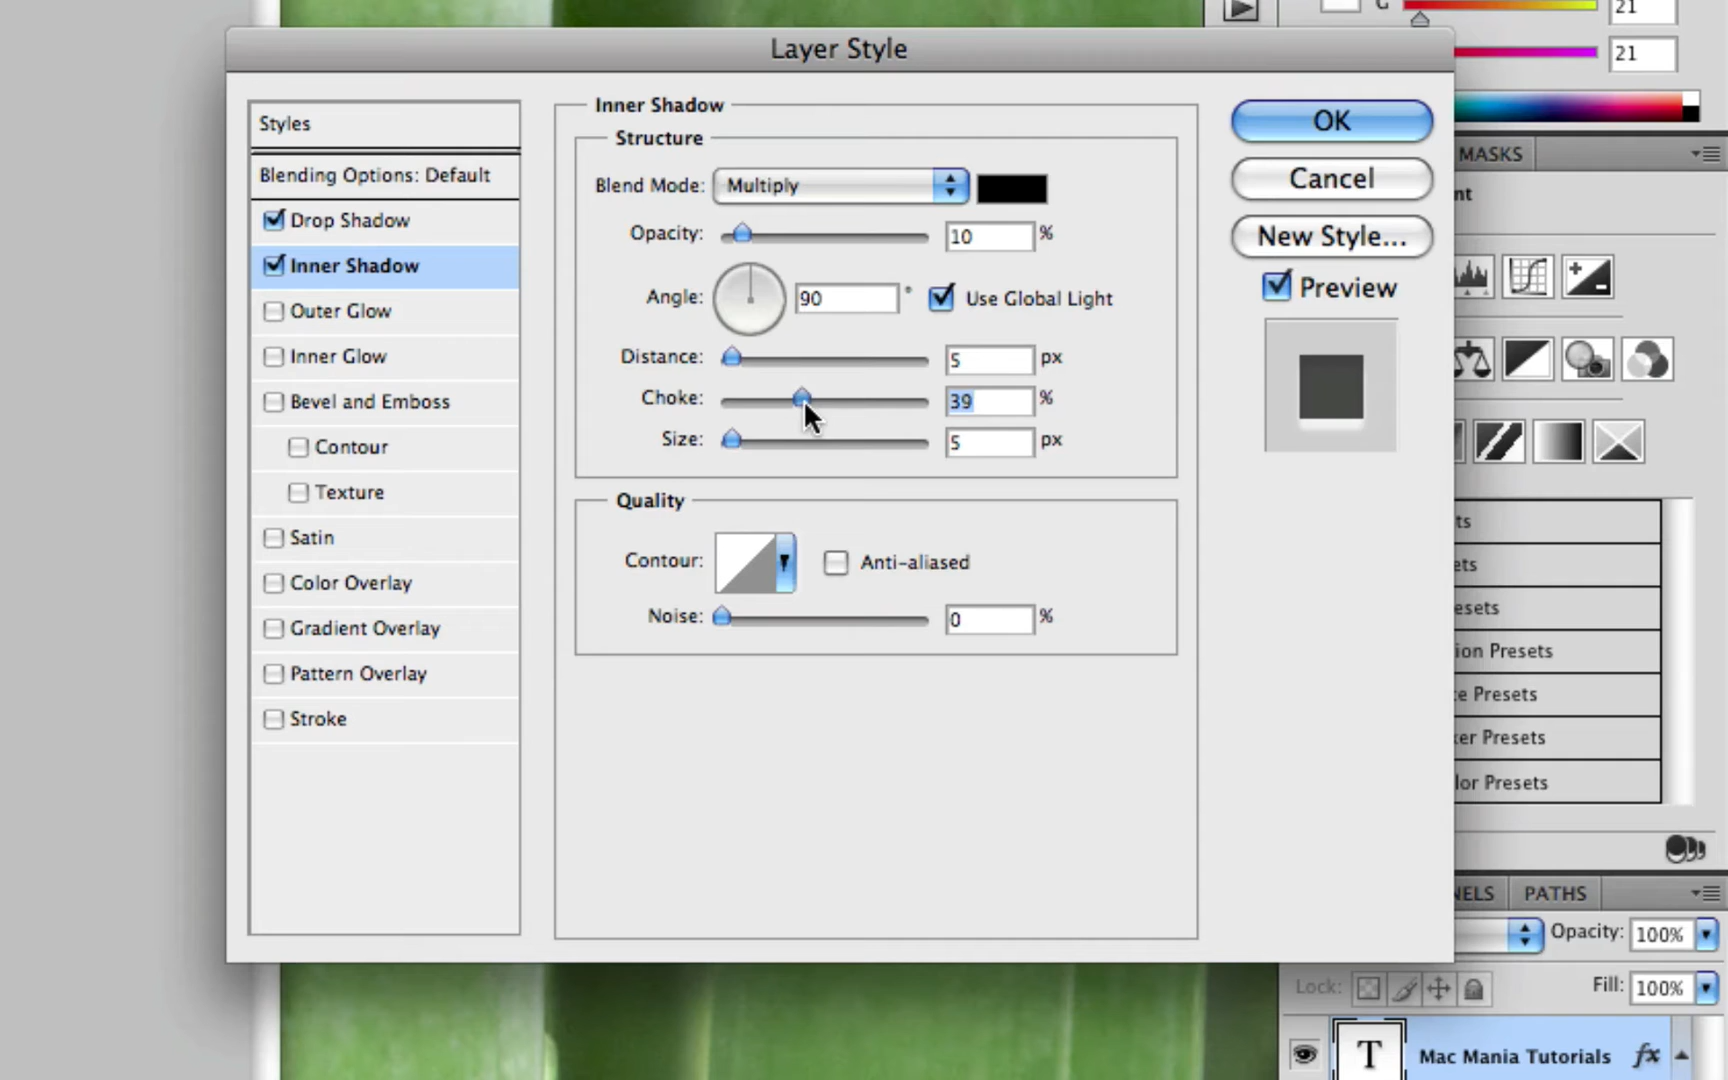 21
Layer Style
21
Styles
Blending Options: Default
Drop Shadow
Inner Shadow
Outer Glow
Inner Glow
Bevel and Emboss
Contour
Texture
Satin
Color Overlay
Gradient Overlay
Pattern Overlay
Stroke
Inner Shadow
Structure
Blend Mode: Multiply
Opacity: 10 %
Angle: 90 ° Use Global Light
Distance: 5 px
Choke: 39 %
Size: 5 px
Quality
Contour: Anti-aliased
Noise: 0 %
OK
Cancel
New Style...
Preview
MASKS
nt
ts
ets
esets
ion Presets
te Presets
ker Presets
lor Presets
NELS PATHS
Opacity: 100%
Lock: Fill: 100%
T Mac Mania Tutorials fx